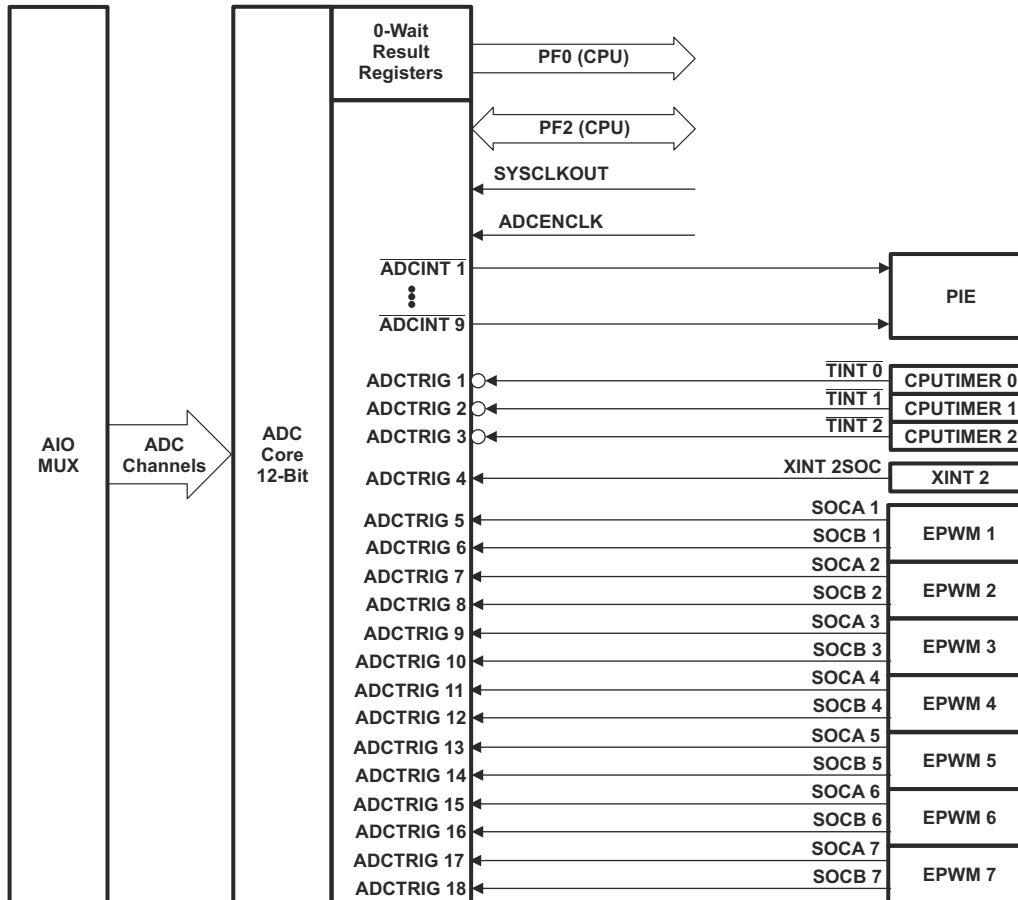 0-Wait
Result
Registers
PF0 (CPU)
PF2 (CPU)
SYSCLKOUT
ADCENCLK
ADCINT 1
PIE
ADCINT 9
TINT 0
ADCTRIG 1
CPUTIMER 0
TINT 1
ADCTRIG 2
CPUTIMER 1
TINT 2
ADCTRIG 3
CPUTIMER 2
AIO
MUX
ADC
Channels
ADC
Core
12-Bit
XINT 2SOC
ADCTRIG 4
XINT 2
SOCA 1
ADCTRIG 5
EPWM 1
SOCB 1
ADCTRIG 6
SOCA 2
ADCTRIG 7
EPWM 2
SOCB 2
ADCTRIG 8
SOCA 3
ADCTRIG 9
EPWM 3
SOCB 3
ADCTRIG 10
SOCA 4
ADCTRIG 11
EPWM 4
SOCB 4
ADCTRIG 12
SOCA 5
ADCTRIG 13
EPWM 5
SOCB 5
ADCTRIG 14
SOCA 6
ADCTRIG 15
EPWM 6
SOCB 6
ADCTRIG 16
SOCA 7
ADCTRIG 17
EPWM 7
SOCB 7
ADCTRIG 18